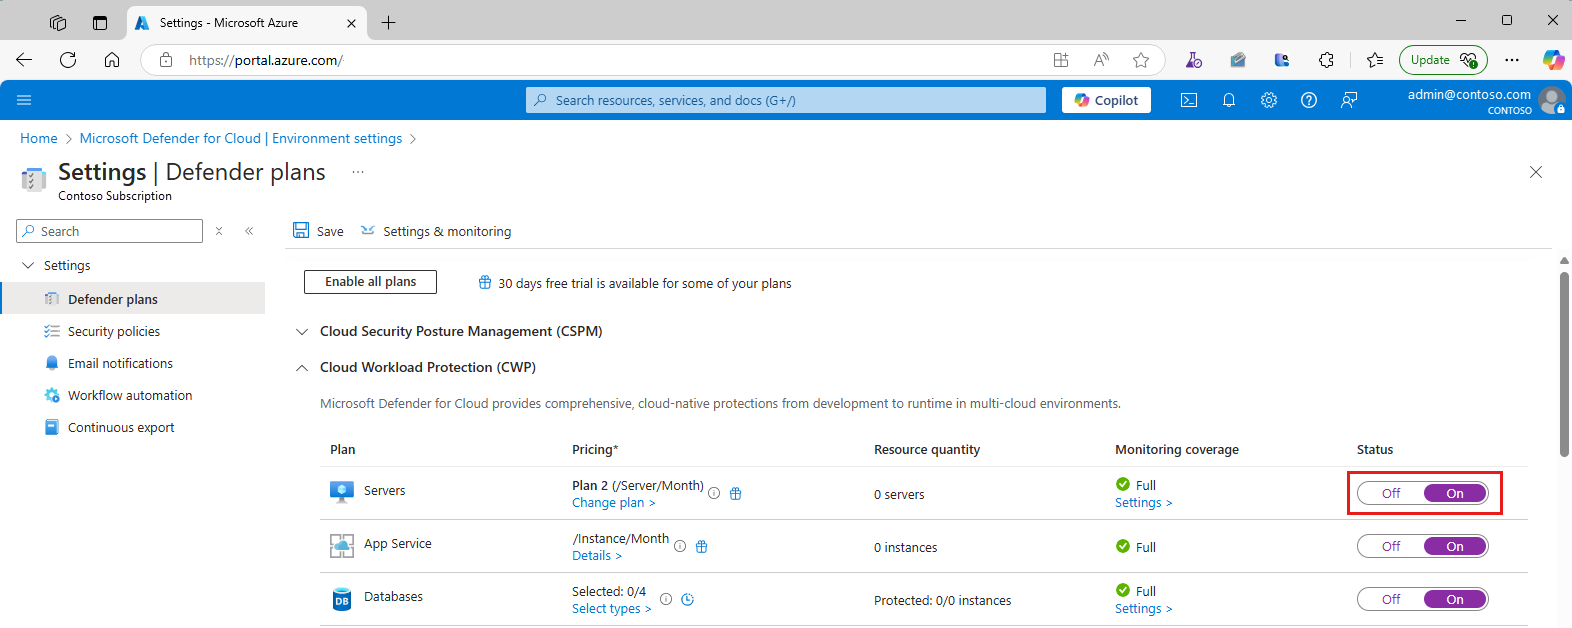 Settings - Microsoft Azure
https://portal.azure.com/
Update
Search resources, services, and docs (G+/)
Copilot
admin@contoso.com
CONTOSO
Home > Microsoft Defender for Cloud | Environment settings >
Settings | Defender plans ...
Contoso Subscription
Search
Save
Settings & monitoring
Settings
Defender plans
Security policies
Email notifications
Workflow automation
Continuous export
Enable all plans
30 days free trial is available for some of your plans
Cloud Security Posture Management (CSPM)
Cloud Workload Protection (CWP)
Microsoft Defender for Cloud provides comprehensive, cloud-native protections from development to runtime in multi-cloud environments.
Plan Pricing* Resource quantity Monitoring coverage Status
Servers
Plan 2 (/Server/Month)
Change plan >
0 servers
Full
Settings >
Off On
App Service
/Instance/Month
Details >
0 instances
Full
Off On
DB
Databases
Selected: 0/4
Select types >
Protected: 0/0 instances
Full
Settings >
Off On